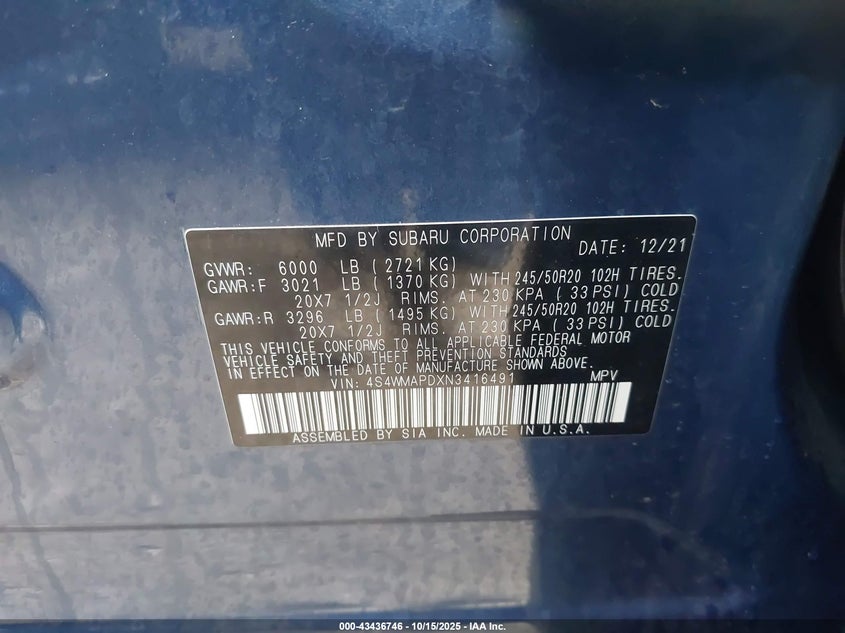 MFD BY SUBARU CORPORATION DATE: 12/21
GVWR: 6000 LB ( 2721 KG)
GAWR:F 3021 LB ( 1370 KG) WITH 245/50R20 102H TIRES.
20X7 1/2J RIMS. AT 230 KPA ( 33 PSI) COLD
GAWR:R 3296 LB ( 1495 KG) WITH 245/50R20 102H TIRES.
20X7 1/2J RIMS. AT 230 KPA ( 33 PSI) COLD
THIS VEHICLE CONFORMS TO ALL APPLICABLE FEDERAL MOTOR
VEHICLE SAFETY AND THEFT PREVENTION STANDARDS
IN EFFECT ON THE DATE OF MANUFACTURE SHOWN ABOVE.
VIN: 4S4WMAPDXN3416491 MPV
ASSEMBLED BY SIA INC. MADE IN U.S.A.
000-43436746 - 10/15/2025 - IAA Inc.